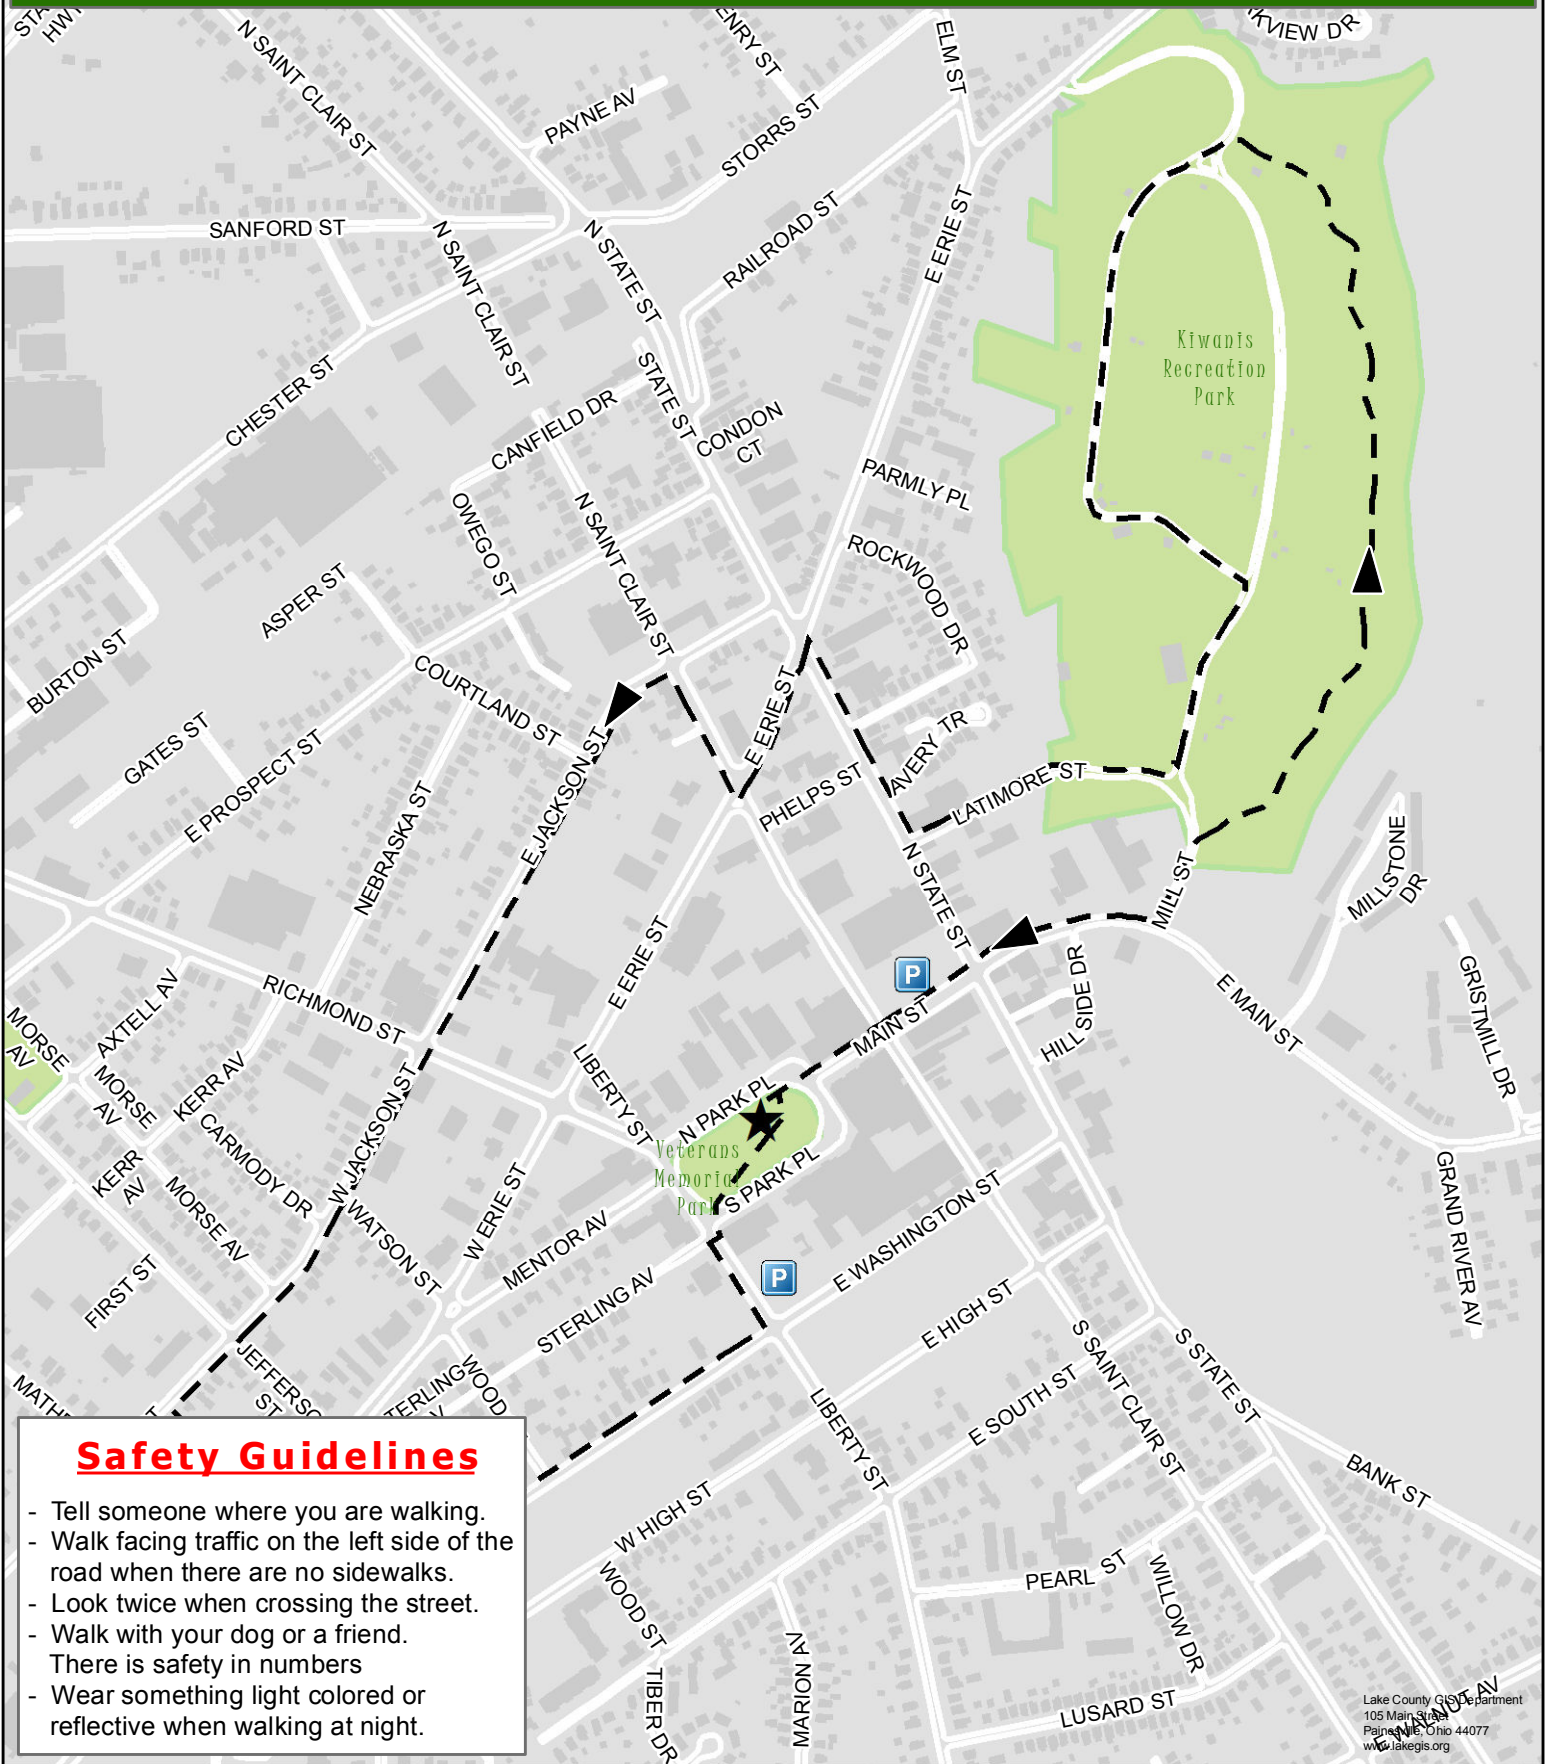 N SAINT CLAIR ST
PAYNE AV
STORRS ST
ELM ST
SANFORD ST
N SAINT CLAIR ST
N STATE ST
RAILROAD ST
E ERIE ST
Kiwanis
Recreation
Park
CHESTER ST
STATE ST
CANFIELD DR
CONDON
CT
PARMLY PL
OWEGO ST
N SAINT CLAIR ST
ROCKWOOD DR
ASPER ST
BURTON ST
COURTLAND ST
E ERIE ST
GATES ST
E PROSPECT ST
E JACKSON ST
AVERY TR
PHELPS ST
LATIMORE ST
NEBRASKA ST
N STATE ST
MILL ST
MILLSTONE
DR
E ERIE ST
RICHMOND ST
AXTELL AV
P
MAIN ST
HILL SIDE DR
E MAIN ST
GRISTMILL DR
MORSE
AV
MORSE
AV
KERR AV
LIBERTY ST
N PARK PL
CARMODY DR
W JACKSON ST
Veterans
Memorial
Park
S PARK PL
KERR
AV
MORSE AV
WATSON ST
W ERIE ST
MENTOR AV
E WASHINGTON ST
GRAND RIVER AV
FIRST ST
STERLING AV
P
E HIGH ST
S SAINT CLAIR ST
S STATE ST
WOOD
LIBERTY ST
E SOUTH ST
BANK ST
W HIGH ST
WOOD ST
PEARL ST
WILLOW DR
TIBER DR
MARION AV
LUSARD ST
E WALNUT AV
Safety Guidelines
- Tell someone where you are walking.
- Walk facing traffic on the left side of the
road when there are no sidewalks.
- Look twice when crossing the street.
- Walk with your dog or a friend.
There is safety in numbers
- Wear something light colored or
reflective when walking at night.
Lake County GIS Department
105 Main Street
Painesville, Ohio 44077
www.lakegis.org